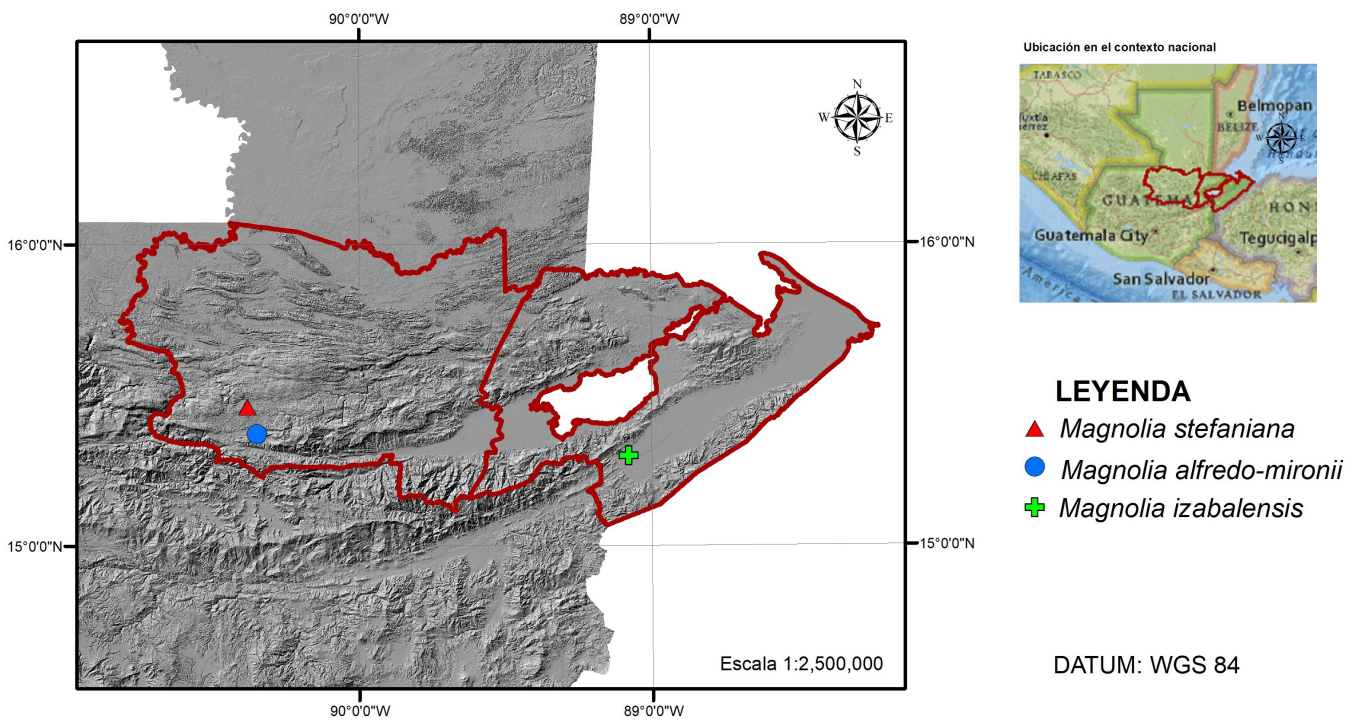 90°0'0"W
89°0'0"W
N
W
E
S
16°0'0"N
16°0'0"N
15°0'0"N
15°0'0"N
Escala 1:2,500,000
90°0'0"W
89°0'0"W
Ubicación en el contexto nacional
TABASCO
Belmopan
BELIZE
N
W
E
S
CHIAPAS
GUATEMA
HON
Guatemala City
Tegucigalp
San Salvador
EL SALVADOR
America
LEYENDA
Magnolia stefaniana
Magnolia alfredo-mironii
Magnolia izabalensis
DATUM: WGS 84